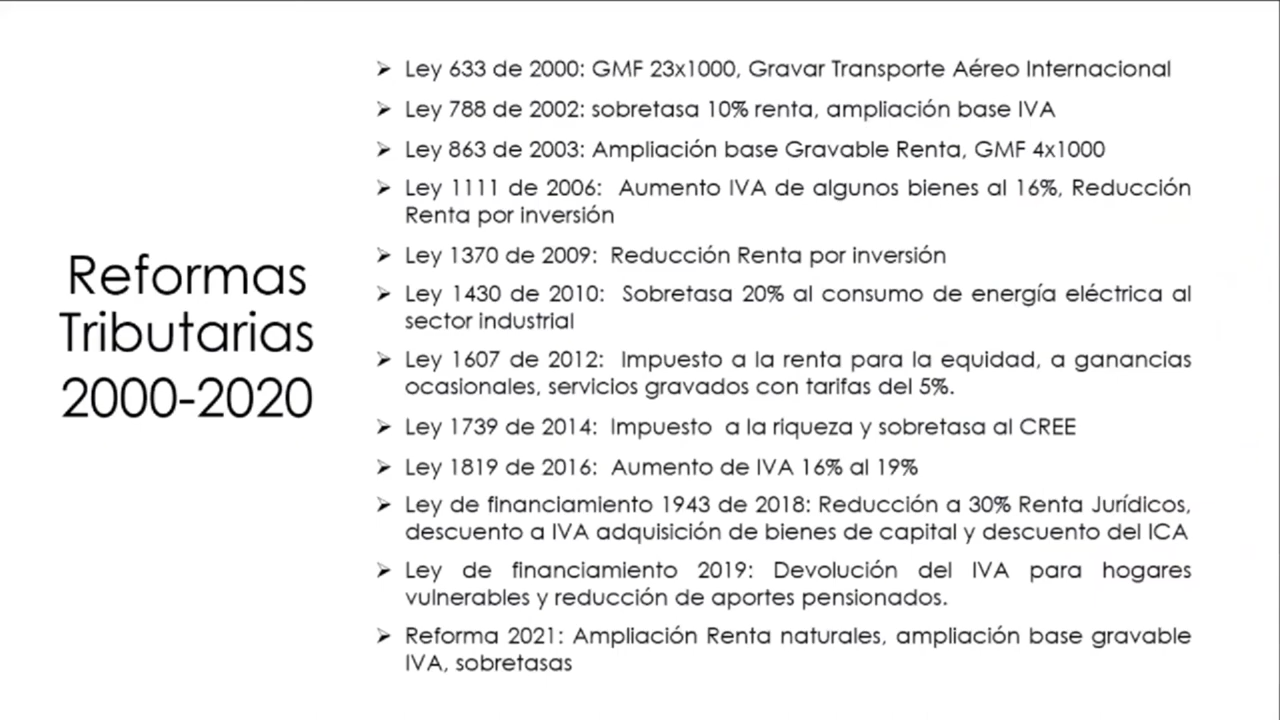 Reformas
Tributarias
2000-2020
➢ Ley 633 de 2000: GMF 23x1000, Gravar Transporte Aéreo Internacional
➢ Ley 788 de 2002: sobretasa 10% renta, ampliación base IVA
➢ Ley 863 de 2003: Ampliación base Gravable Renta, GMF 4x1000
➢ Ley 1111 de 2006: Aumento IVA de algunos bienes al 16%, Reducción
Renta por inversión
➢ Ley 1370 de 2009: Reducción Renta por inversión
➢ Ley 1430 de 2010: Sobretasa 20% al consumo de energía eléctrica al
sector industrial
➢ Ley 1607 de 2012: Impuesto a la renta para la equidad, a ganancias
ocasionales, servicios gravados con tarifas del 5%.
➢ Ley 1739 de 2014: Impuesto a la riqueza y sobretasa al CREE
➢ Ley 1819 de 2016: Aumento de IVA 16% al 19%
➢ Ley de financiamiento 1943 de 2018: Reducción a 30% Renta Jurídicos,
descuento a IVA adquisición de bienes de capital y descuento del ICA
➢ Ley de financiamiento 2019: Devolución del IVA para hogares
vulnerables y reducción de aportes pensionados.
➢ Reforma 2021: Ampliación Renta naturales, ampliación base gravable
IVA, sobretasas